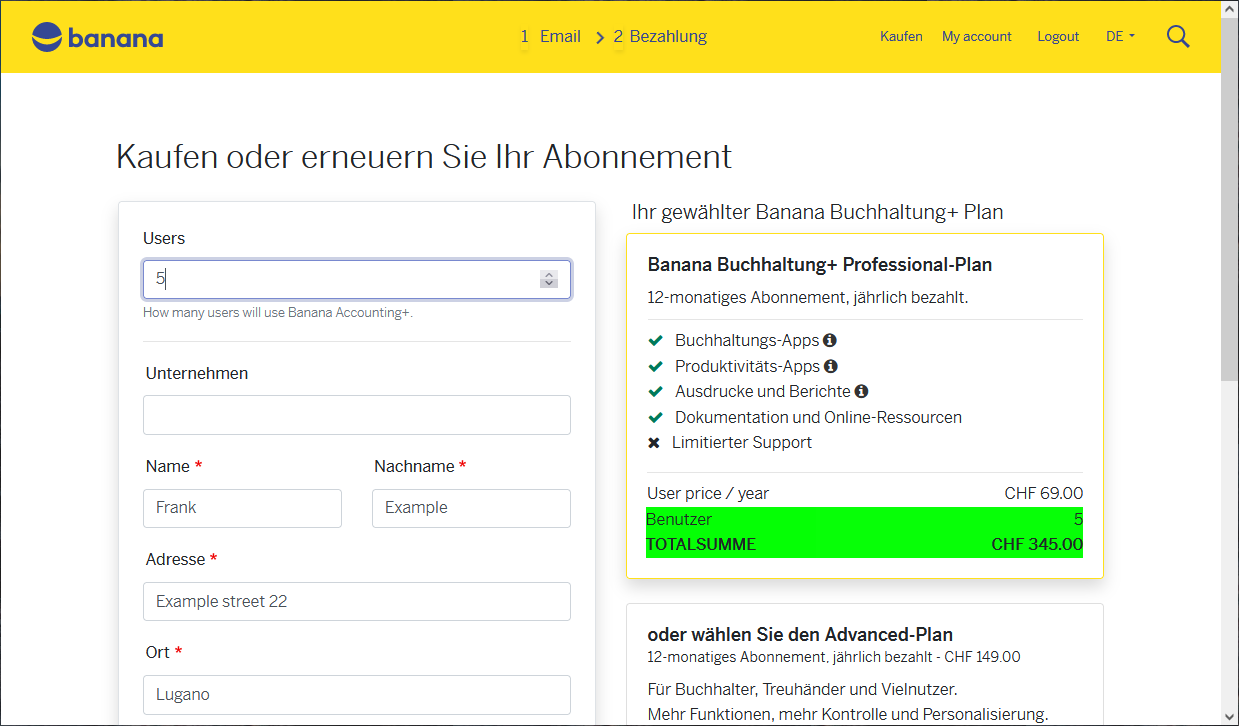 banana
1 Email > 2 Bezahlung
Kaufen My account Logout DE
Kaufen oder erneuern Sie Ihr Abonnement
Users
5
How many users will use Banana Accounting+.
Unternehmen
Name * Nachname *
Frank Example
Adresse *
Example street 22
Ort *
Lugano
Ihr gewählter Banana Buchhaltung+ Plan
Banana Buchhaltung+ Professional-Plan
12-monatiges Abonnement, jährlich bezahlt.
Buchhaltungs-Apps
Produktivitäts-Apps
Ausdrucke und Berichte
Dokumentation und Online-Ressourcen
Limitierter Support
User price / year CHF 69.00
Benutzer 5
TOTALSUMME CHF 345.00
oder wählen Sie den Advanced-Plan
12-monatiges Abonnement, jährlich bezahlt - CHF 149.00
Für Buchhalter, Treuhänder und Vielnutzer.
Mehr Funktionen, mehr Kontrolle und Personalisierung.